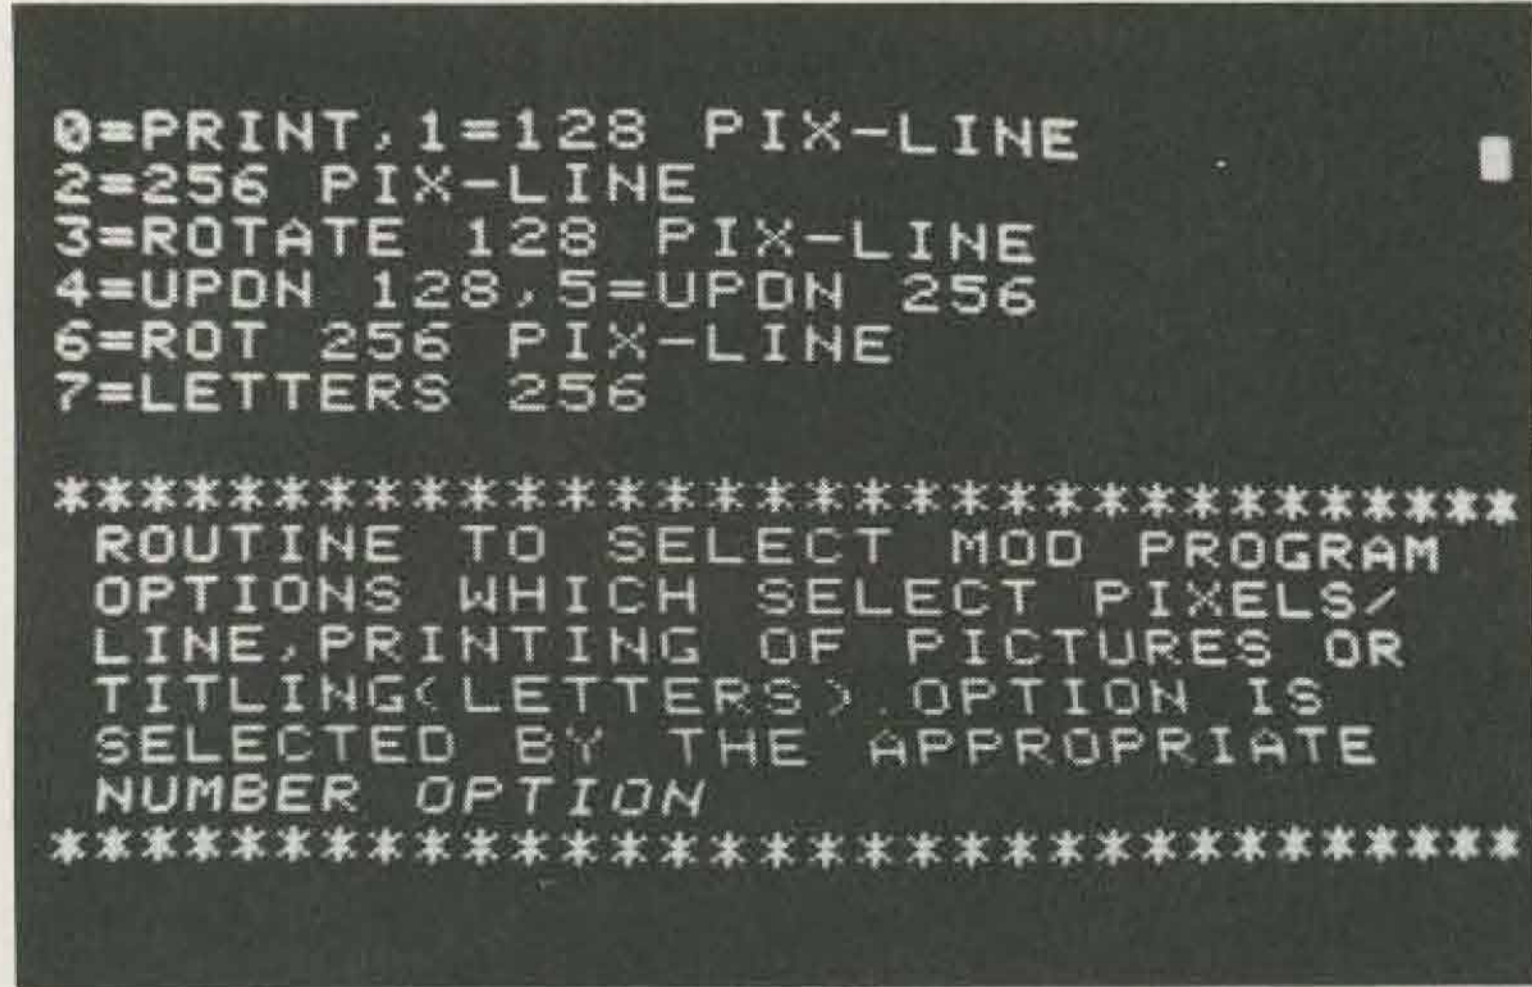 0=PRINT,1=128 PIX-LINE
2=256 PIX-LINE
3=ROTATE 128 PIX-LINE
4=UPDN 128,5=UPDN 256
6=ROT 256 PIX-LINE
7=LETTERS 256
******************************
ROUTINE TO SELECT MOD PROGRAM
OPTIONS WHICH SELECT PIXELS/
LINE,PRINTING OF PICTURES OR
TITLING(LETTERS).OPTION IS
SELECTED BY THE APPROPRIATE
NUMBER OPTION
******************************